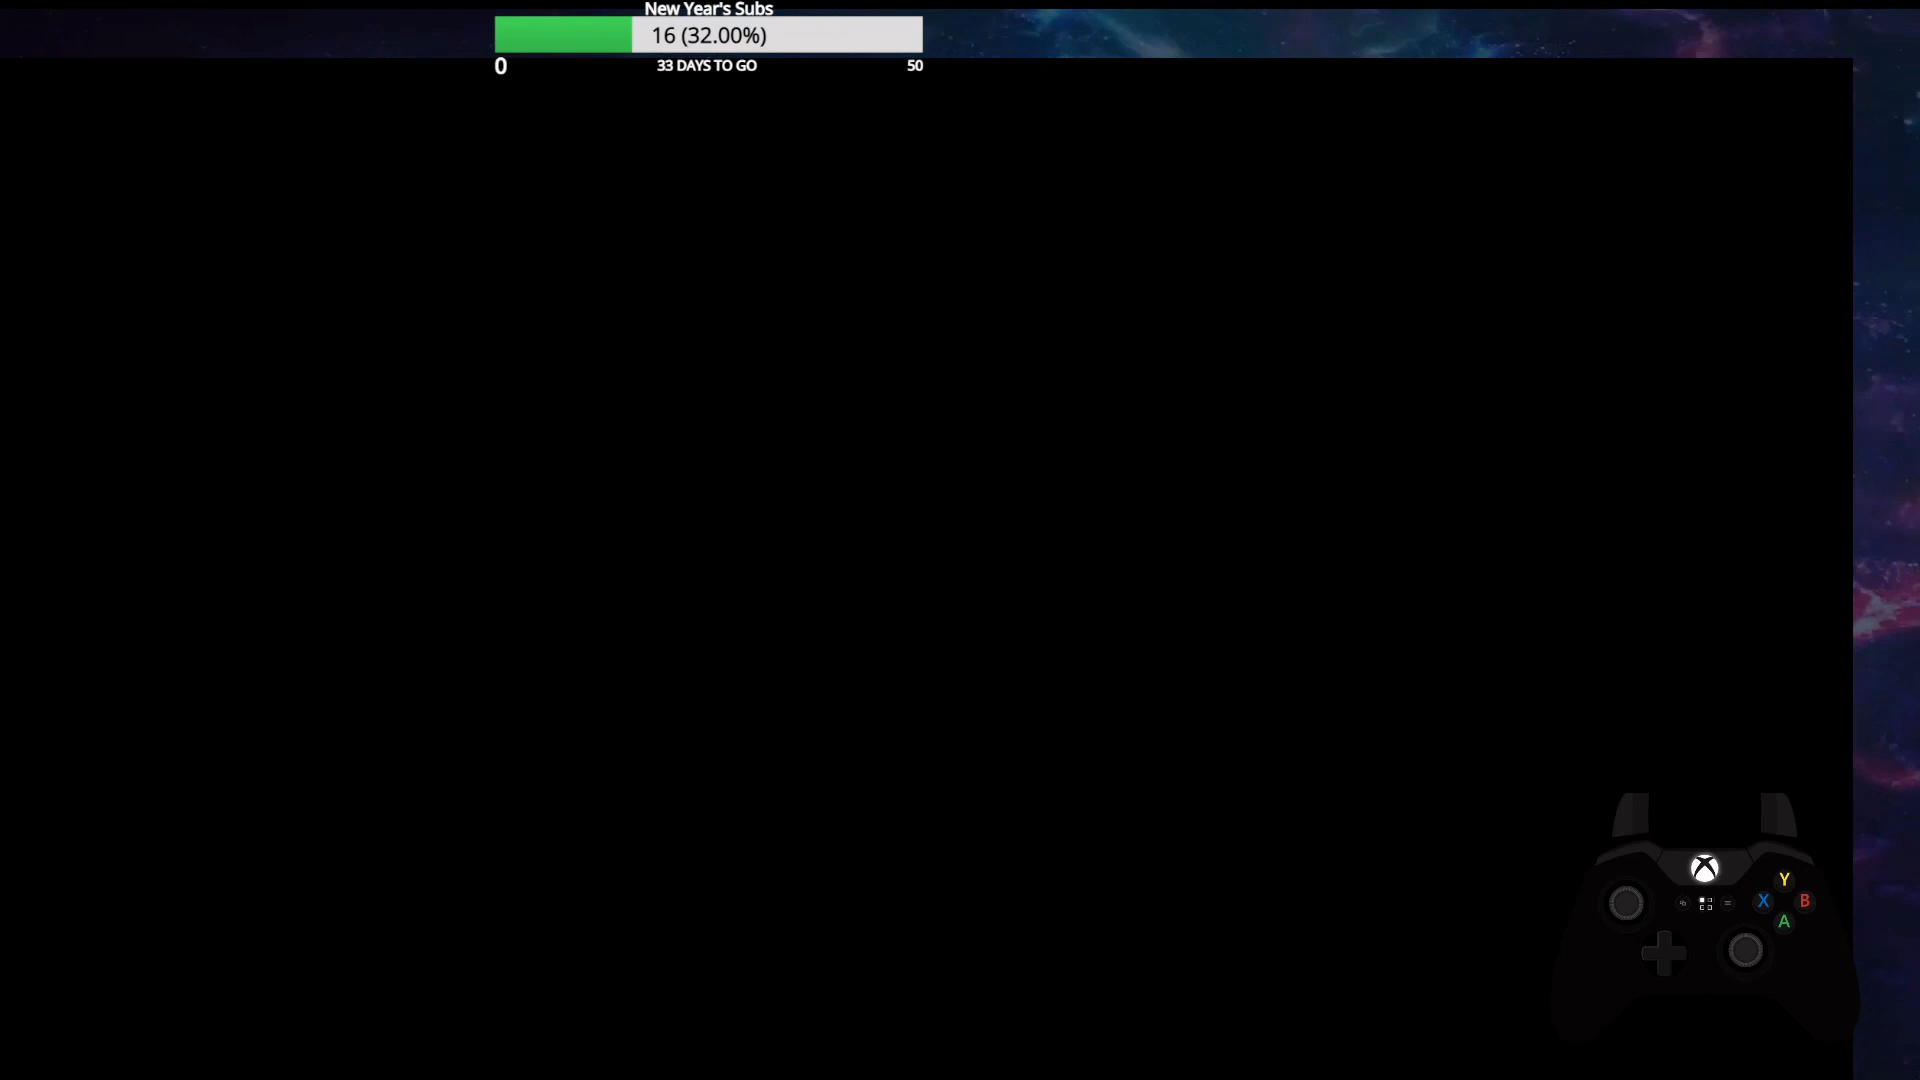 New Year's Subs
16 (32.00%)
0 33 DAYS TO GO 50
Y
X B
A